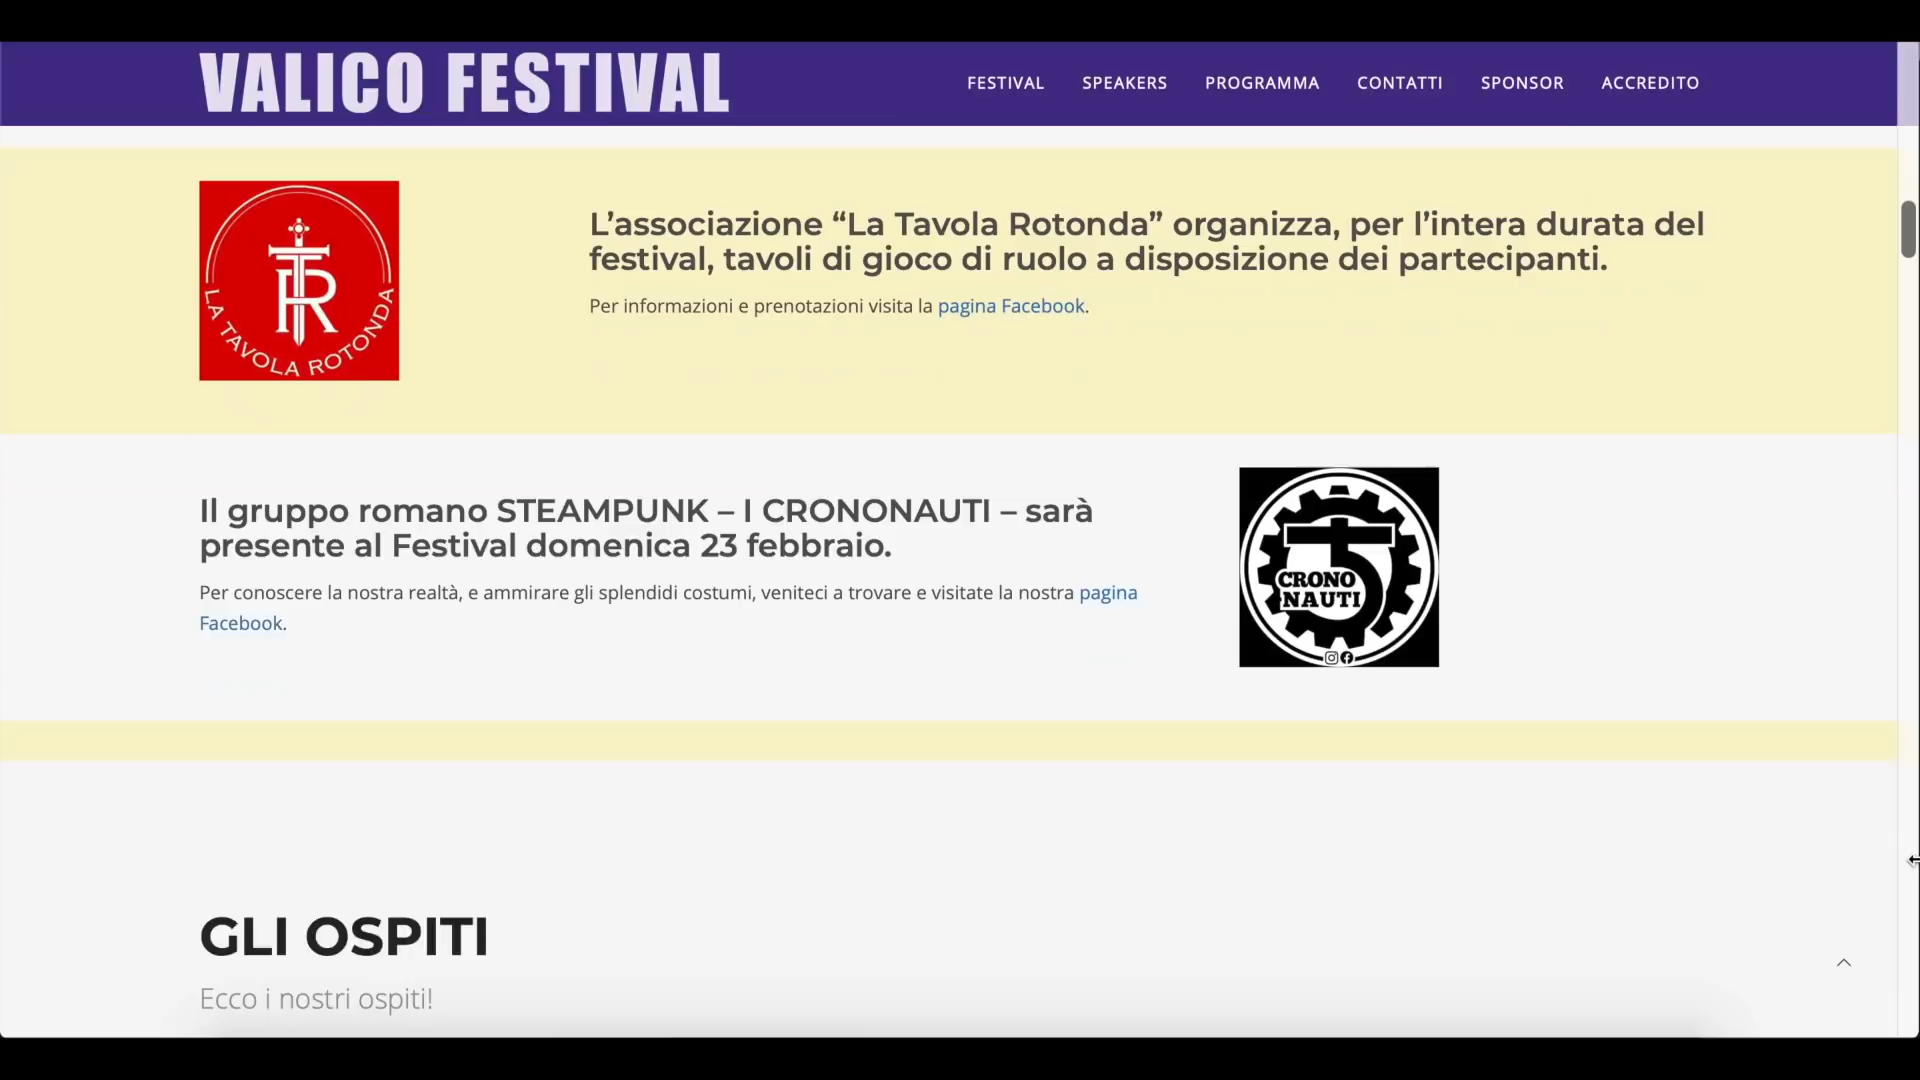 VALICO FESTIVAL
FESTIVAL SPEAKERS PROGRAMMA CONTATTI SPONSOR ACCREDITO
LA TAVOLA ROTONDA
TR
L’associazione “La Tavola Rotonda” organizza, per l’intera durata del
festival, tavoli di gioco di ruolo a disposizione dei partecipanti.
Per informazioni e prenotazioni visita la pagina Facebook.
Il gruppo romano STEAMPUNK – I CRONONAUTI – sarà
presente al Festival domenica 23 febbraio.
Per conoscere la nostra realtà, e ammirare gli splendidi costumi, veniteci a trovare e visitate la nostra pagina
Facebook.
CRONO
NAUTI
GLI OSPITI
Ecco i nostri ospiti!